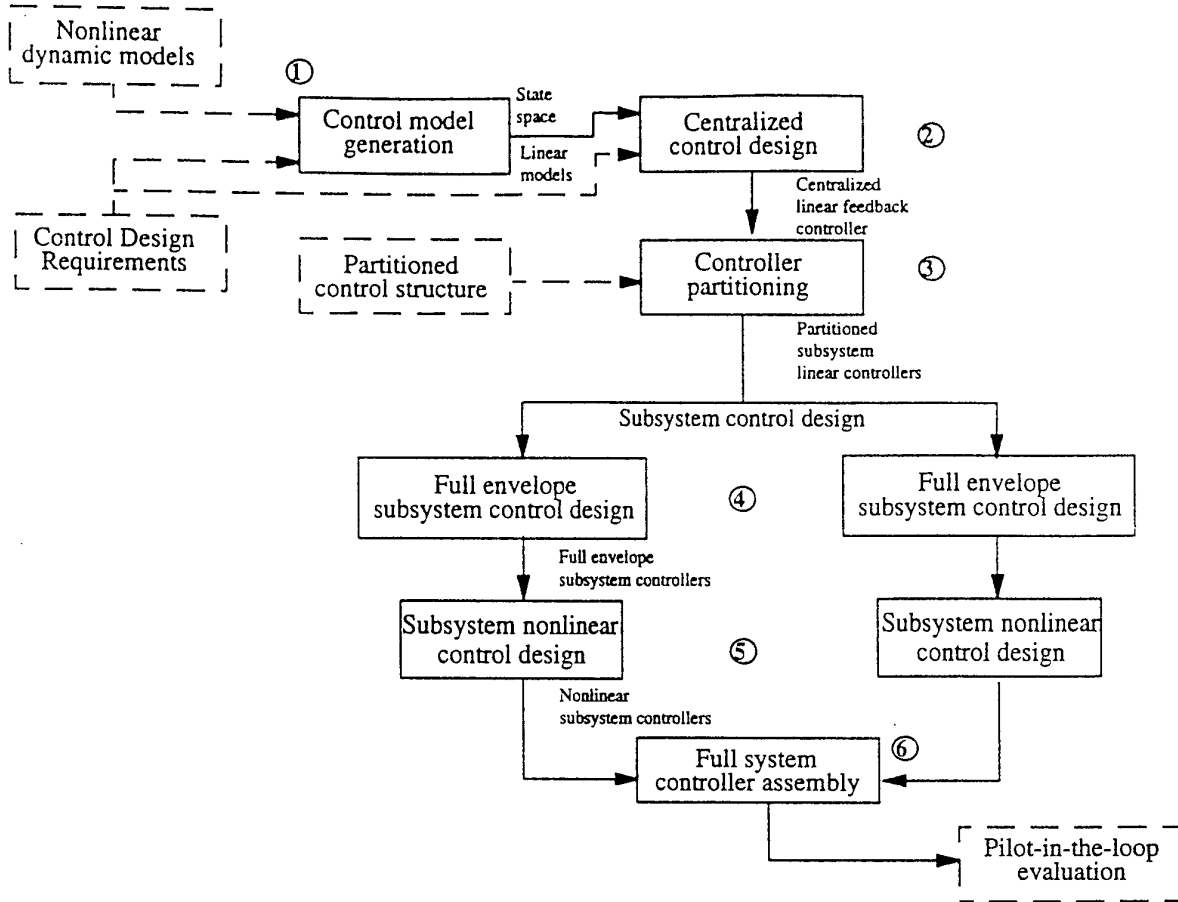 Nonlinear
dynamic models
①
Control model
generation
State
space
Linear
models
Centralized
control design
②
Centralized
linear feedback
controller
Control Design
Requirements
Partitioned
control structure
Controller
partitioning
③
Partitioned
subsystem
linear controllers
Subsystem control design
Full envelope
subsystem control design
④
Full envelope
subsystem control design
Full envelope
subsystem controllers
Subsystem nonlinear
control design
⑤
Subsystem nonlinear
control design
Nonlinear
subsystem controllers
Full system
controller assembly
⑥
Pilot-in-the-loop
evaluation